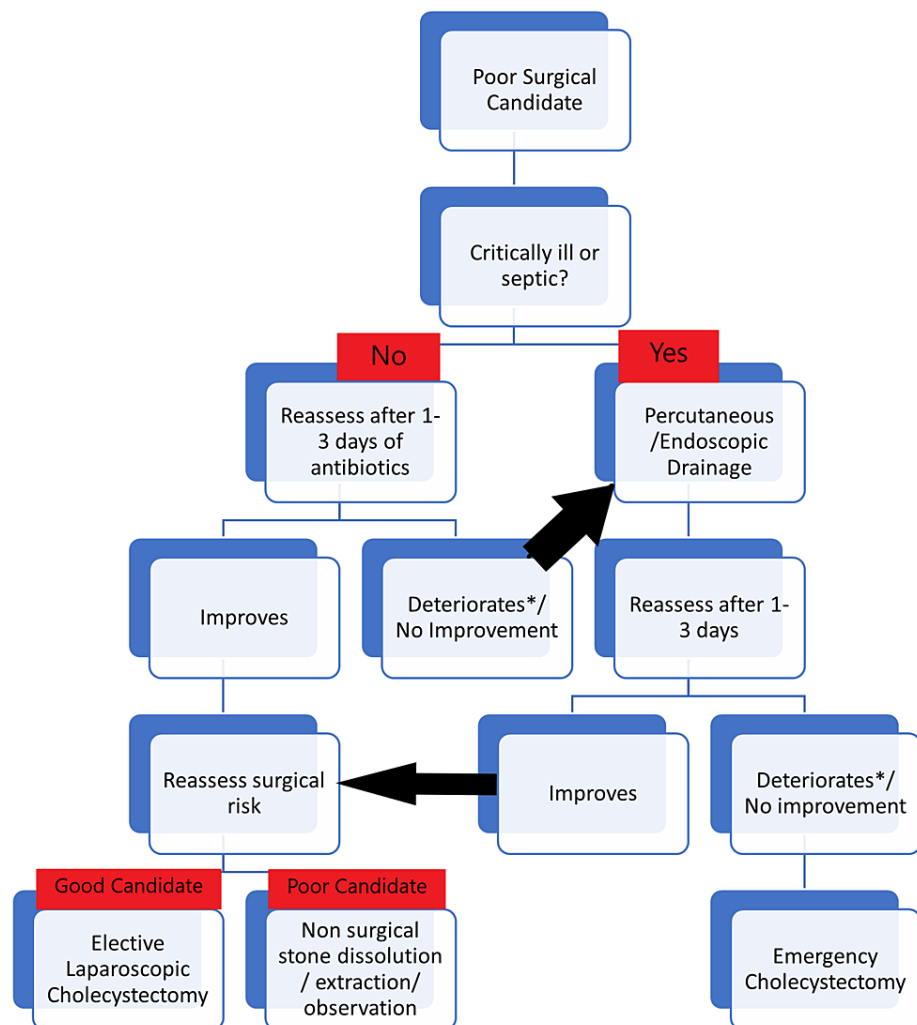 Poor Surgical
Candidate
Critically ill or
septic?
No
Yes
Reassess after 1-
3 days of
antibiotics
Percutaneous
/Endoscopic
Drainage
Improves
Deteriorates*/
No Improvement
Reassess after 1-
3 days
Reassess surgical
risk
Improves
Deteriorates*/
No improvement
Good Candidate
Poor Candidate
Elective
Laparoscopic
Cholecystectomy
Non surgical
stone dissolution
/ extraction/
observation
Emergency
Cholecystectomy